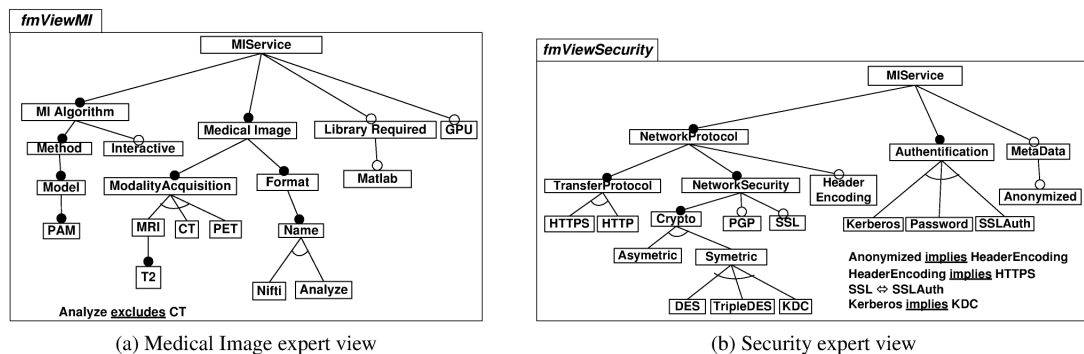 fmViewMI
MIService
MI Algorithm
Medical Image
Library Required
GPU
Method
Interactive
Matlab
Model
ModalityAcquisition
Format
PAM
MRI
CT
PET
Name
T2
Nifti
Analyze
Analyze excludes CT
(a) Medical Image expert view
fmViewSecurity
MIService
NetworkProtocol
Authentification
MetaData
TransferProtocol
NetworkSecurity
Header
Encoding
Anonymized
HTTPS
HTTP
Crypto
PGP
SSL
Kerberos
Password
SSLAuth
Asymetric
Symetric
DES
TripleDES
KDC
Anonymized implies HeaderEncoding
HeaderEncoding implies HTTPS
SSL ⇔ SSLAuth
Kerberos implies KDC
(b) Security expert view